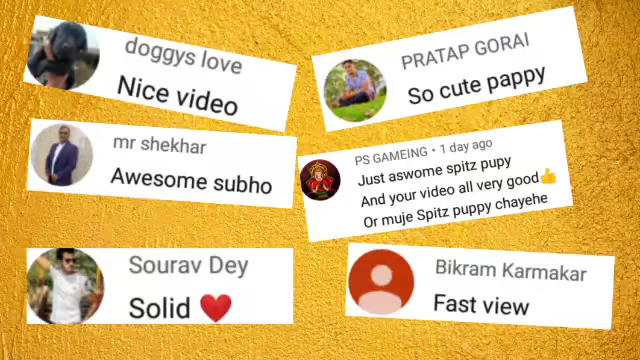 doggys love
Nice video
PRATAP GORAI
So cute pappy
mr shekhar
Awesome subho
PS GAMEING • 1 day ago
Just aswome spitz pupy
And your video all very good👍
Or muje Spitz puppy chayehe
Sourav Dey
Solid ❤️
Bikram Karmakar
Fast view